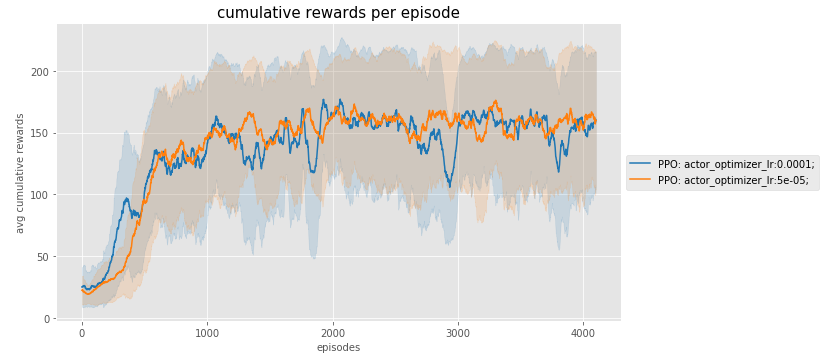 cumulative rewards per episode
avg cumulative rewards
200
150
100
50
0
0 1000 2000 3000 4000
episodes
PPO: actor_optimizer_lr:0.0001;
PPO: actor_optimizer_lr:5e-05;